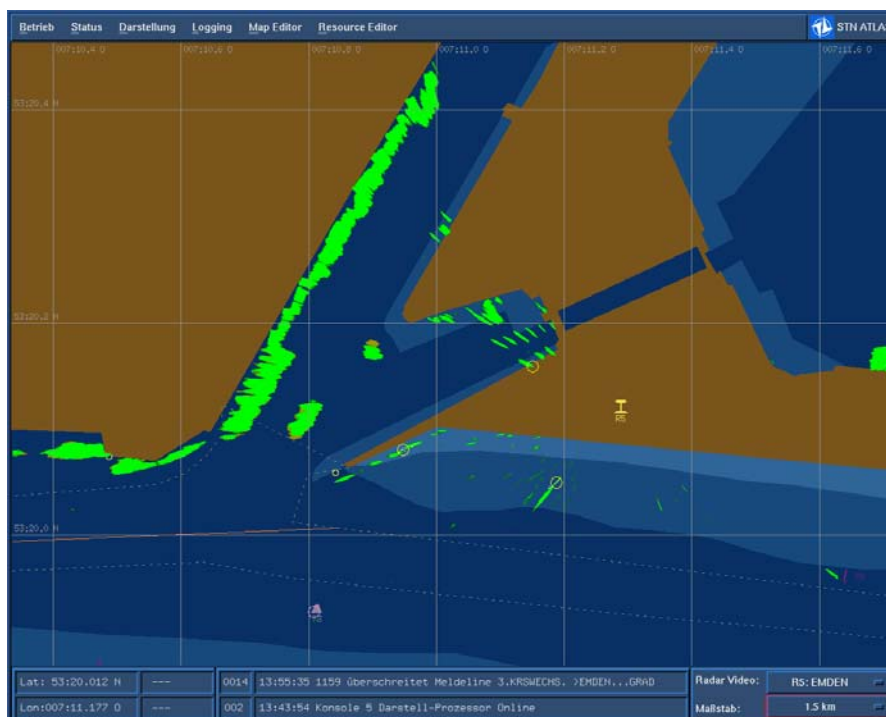 Betrieb Status Darstellung Logging Map Editor Resource Editor STN ATLA
007:10.4 O 007:10.6 O 007:10.8 O 007:11.0 O 007:11.2 O 007:11.4 O 007:11.6 O
53:20.4 N
53:20.2 N
RS
53:20.0 N
Lat: 53:20.012 N --- 0014 13:55:35 1159 überschreitet Meldeline 3.KRSWECHS. >EMDEN...GRAD Radar Video: RS: EMDEN
Lon:007:11.177 O --- 002 13:43:54 Konsole 5 Darstell-Prozessor Online Maßstab: 1.5 km